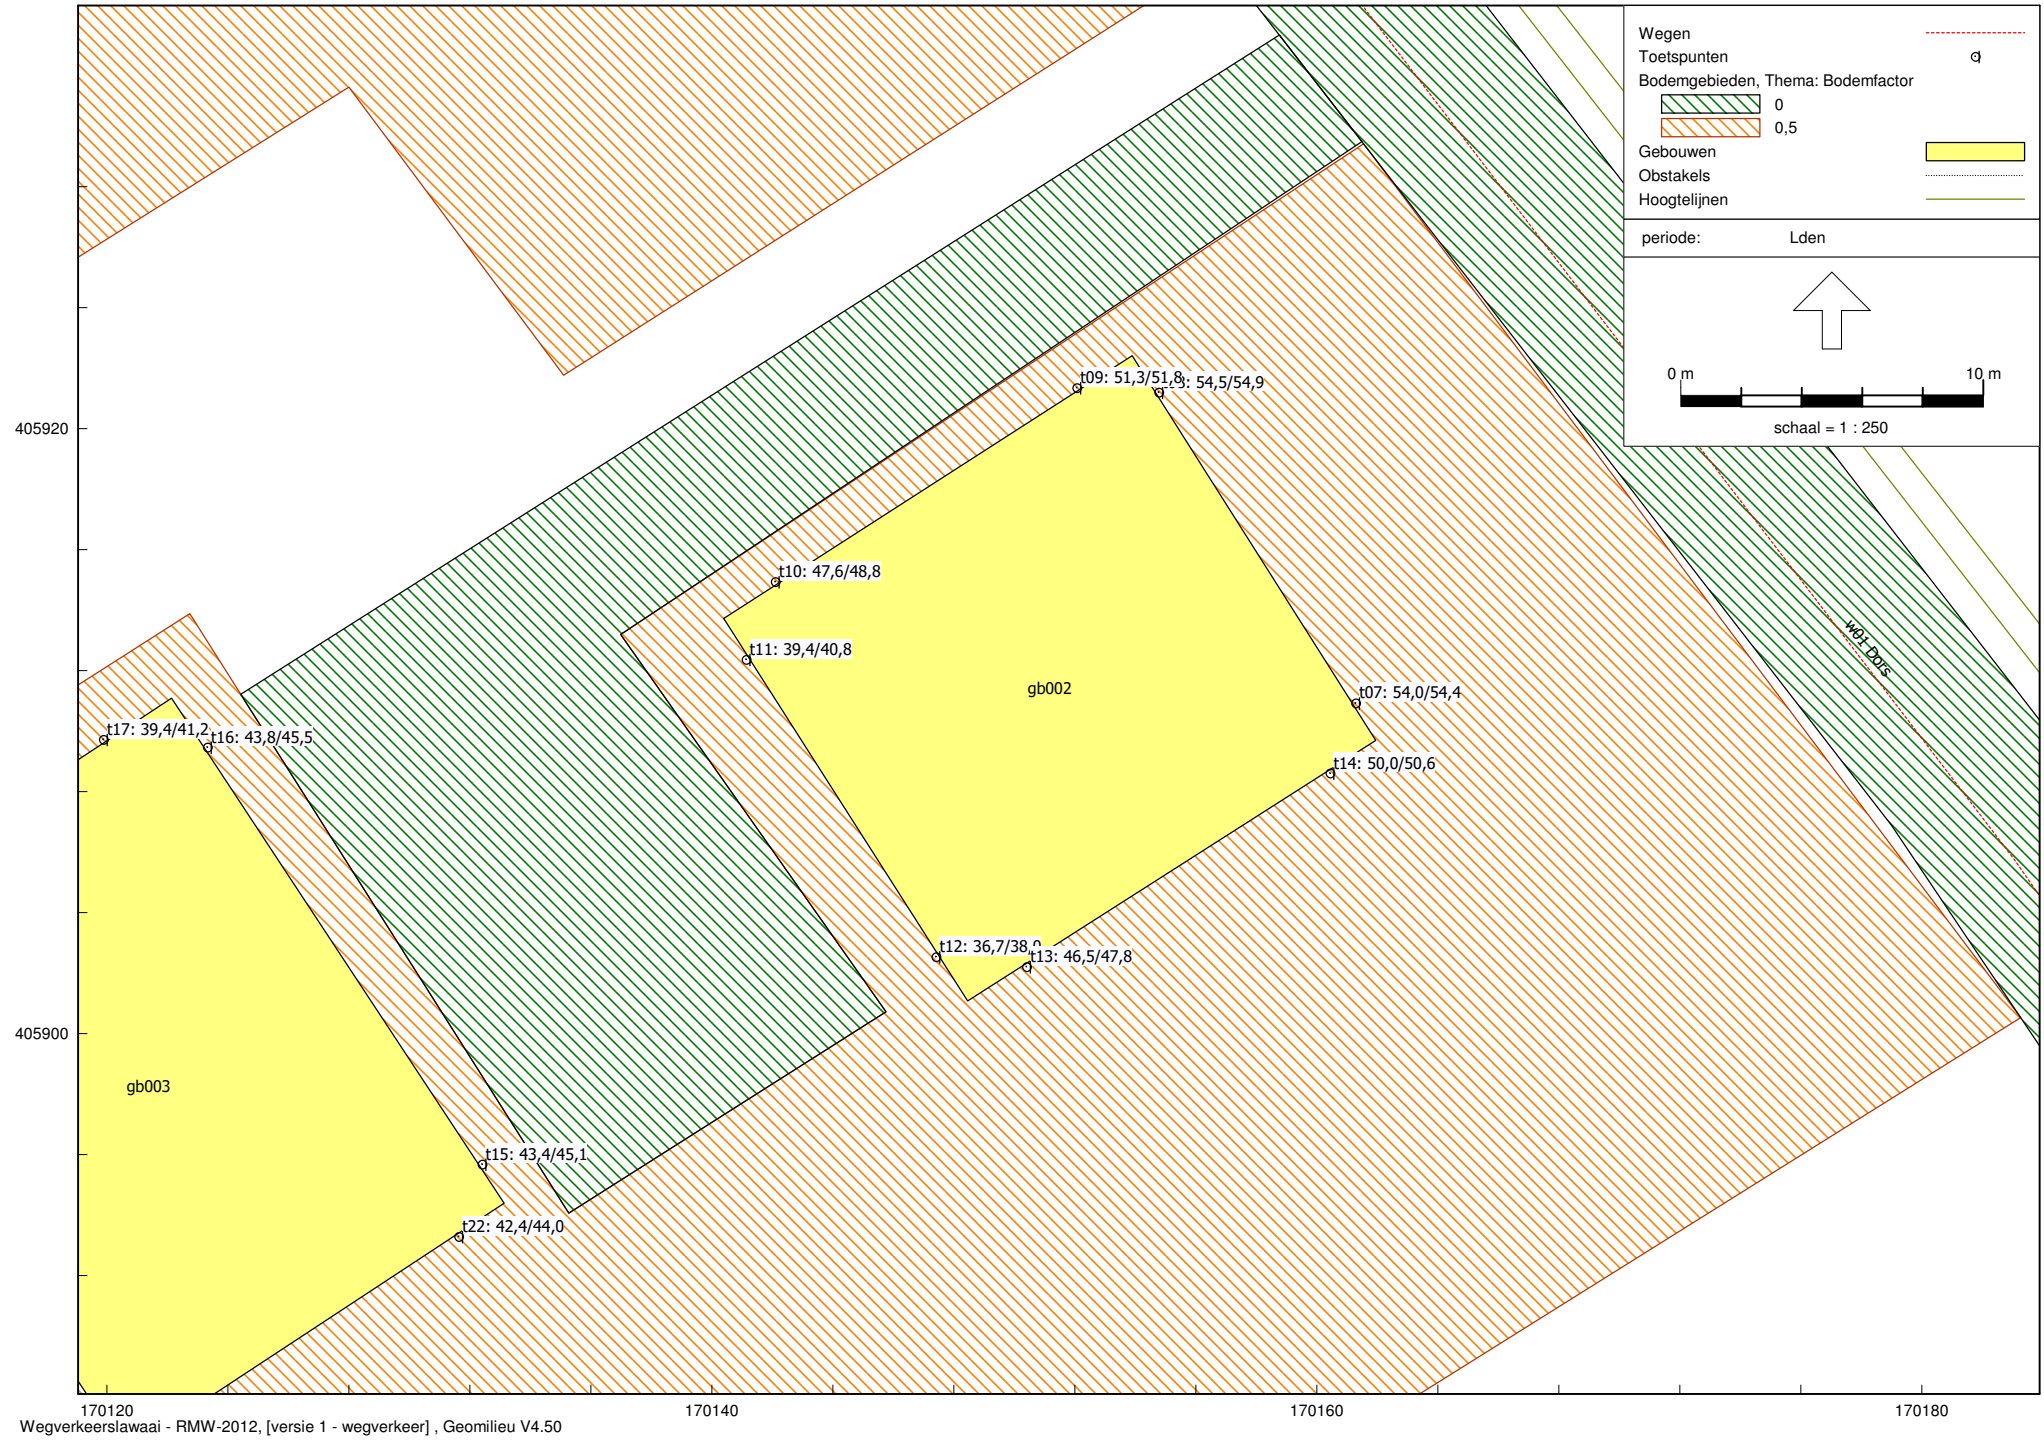 Wegen
Toetspunten
Bodemgebieden, Thema: Bodemfactor
0
0,5
Gebouwen
Obstakels
Hoogtelijnen
periode: Lden
0 m 10 m
schaal = 1 : 250
t09: 51,3/51,8
54,5/54,9
405920
t10: 47,6/48,8
t11: 39,4/40,8
gb002
w01 Dors
t07: 54,0/54,4
t17: 39,4/41,2
t16: 43,8/45,5
t14: 50,0/50,6
t12: 36,7/38,0
t13: 46,5/47,8
405900
gb003
t15: 43,4/45,1
t22: 42,4/44,0
170120 170140 170160 170180
Wegverkeerslawaai - RMW-2012, [versie 1 - wegverkeer] , Geomilieu V4.50